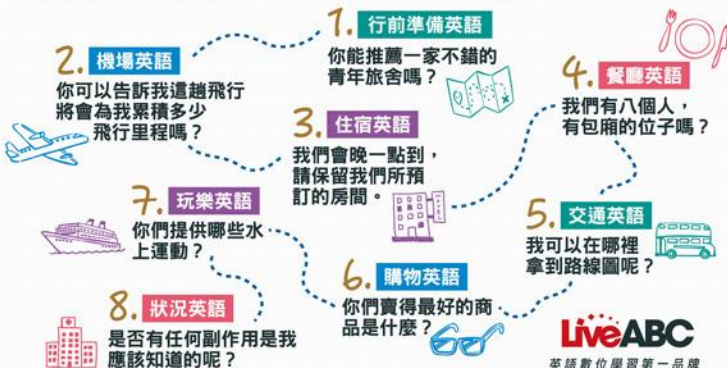 1. 行前準備英語
你能推薦一家不錯的
青年旅舍嗎？
2. 機場英語
你可以告訴我這趟飛行
將會為我累積多少
飛行里程嗎？
3. 住宿英語
我們會晚一點到，
請保留我們所預
訂的房間。
HOTEL
4. 餐廳英語
我們有八個人，
有包廂的位子嗎？
5. 交通英語
我可以在哪裡
拿到路線圖呢？
6. 購物英語
你們賣得最好的商
品是什麼？
7. 玩樂英語
你們提供哪些水
上運動？
8. 狀況英語
是否有任何副作用是我
應該知道的呢？
LiveABC
英語數位學習第一品牌